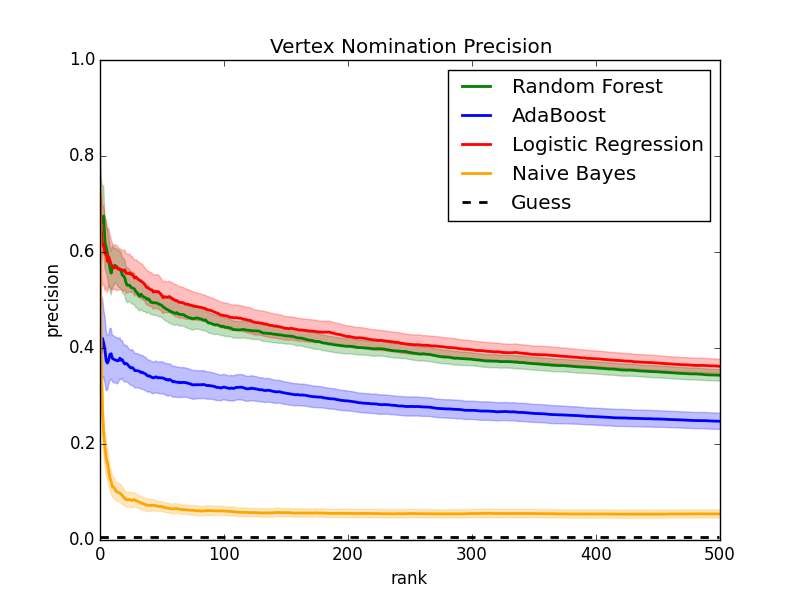 Vertex Nomination Precision
1.0
0.8
0.6
0.4
0.2
0.0
precision
Random Forest
AdaBoost
Logistic Regression
Naive Bayes
Guess
0 100 200 300 400 500
rank